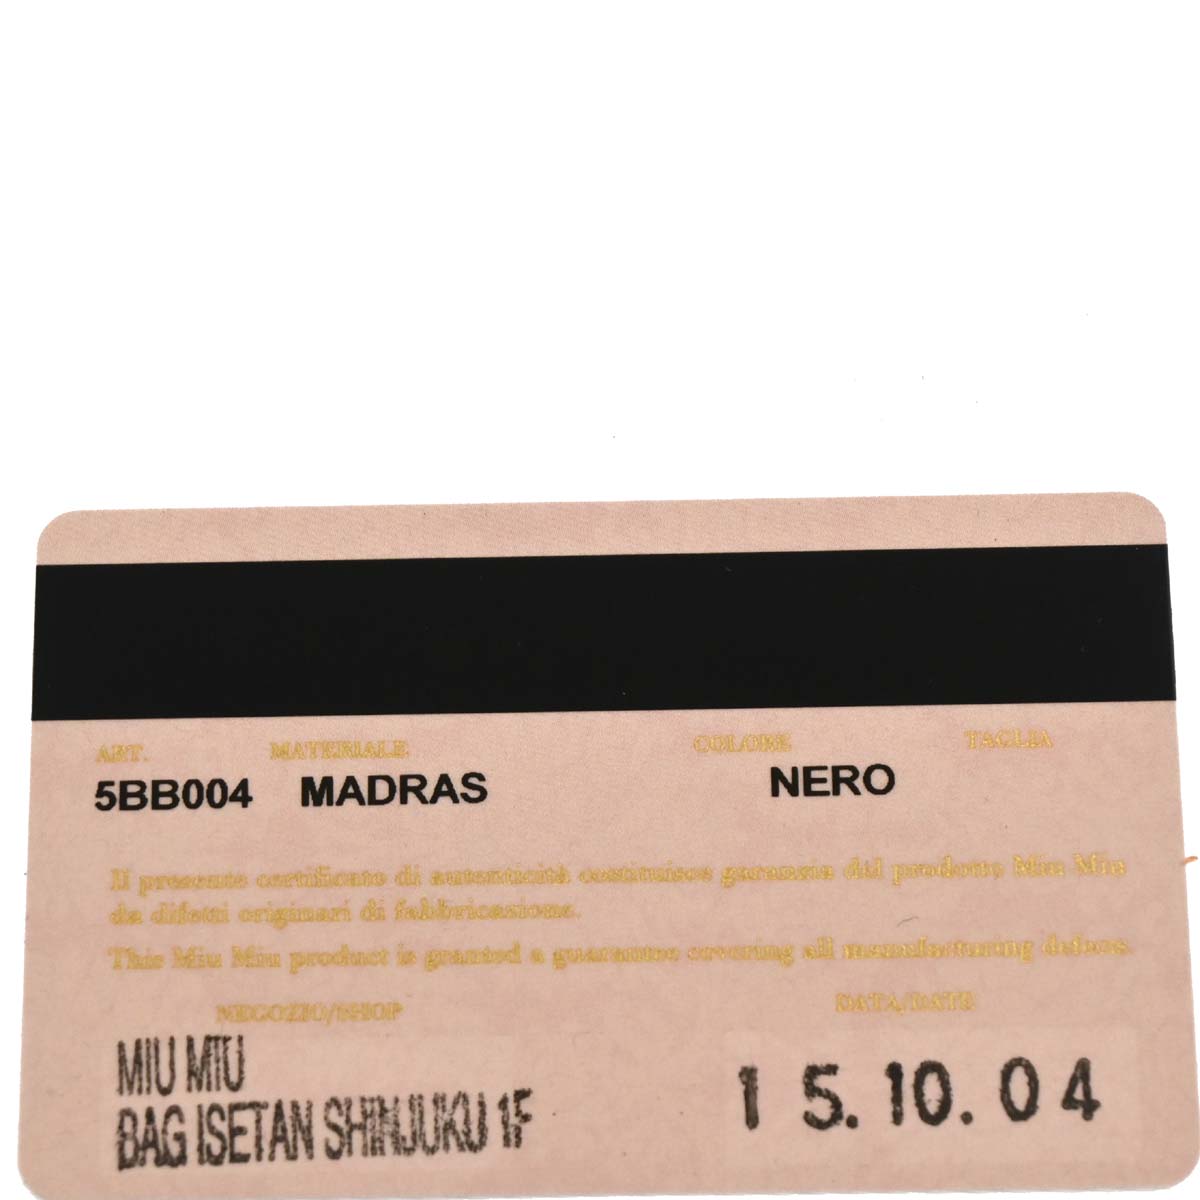 ART. MATERIALE COLORE TAGLIA
5BB004 MADRAS NERO
Il presente certificato di autenticità costituisce garanzia del prodotto Miu Miu
da difetti originari di fabbricazione.
This Miu Miu product is granted a guarantee covering all manufacturing defects.
NEGOZIO/SHOP DATA/DATE
MIU MIU
BAG ISETAN SHINJUKU 1F
15.10.04